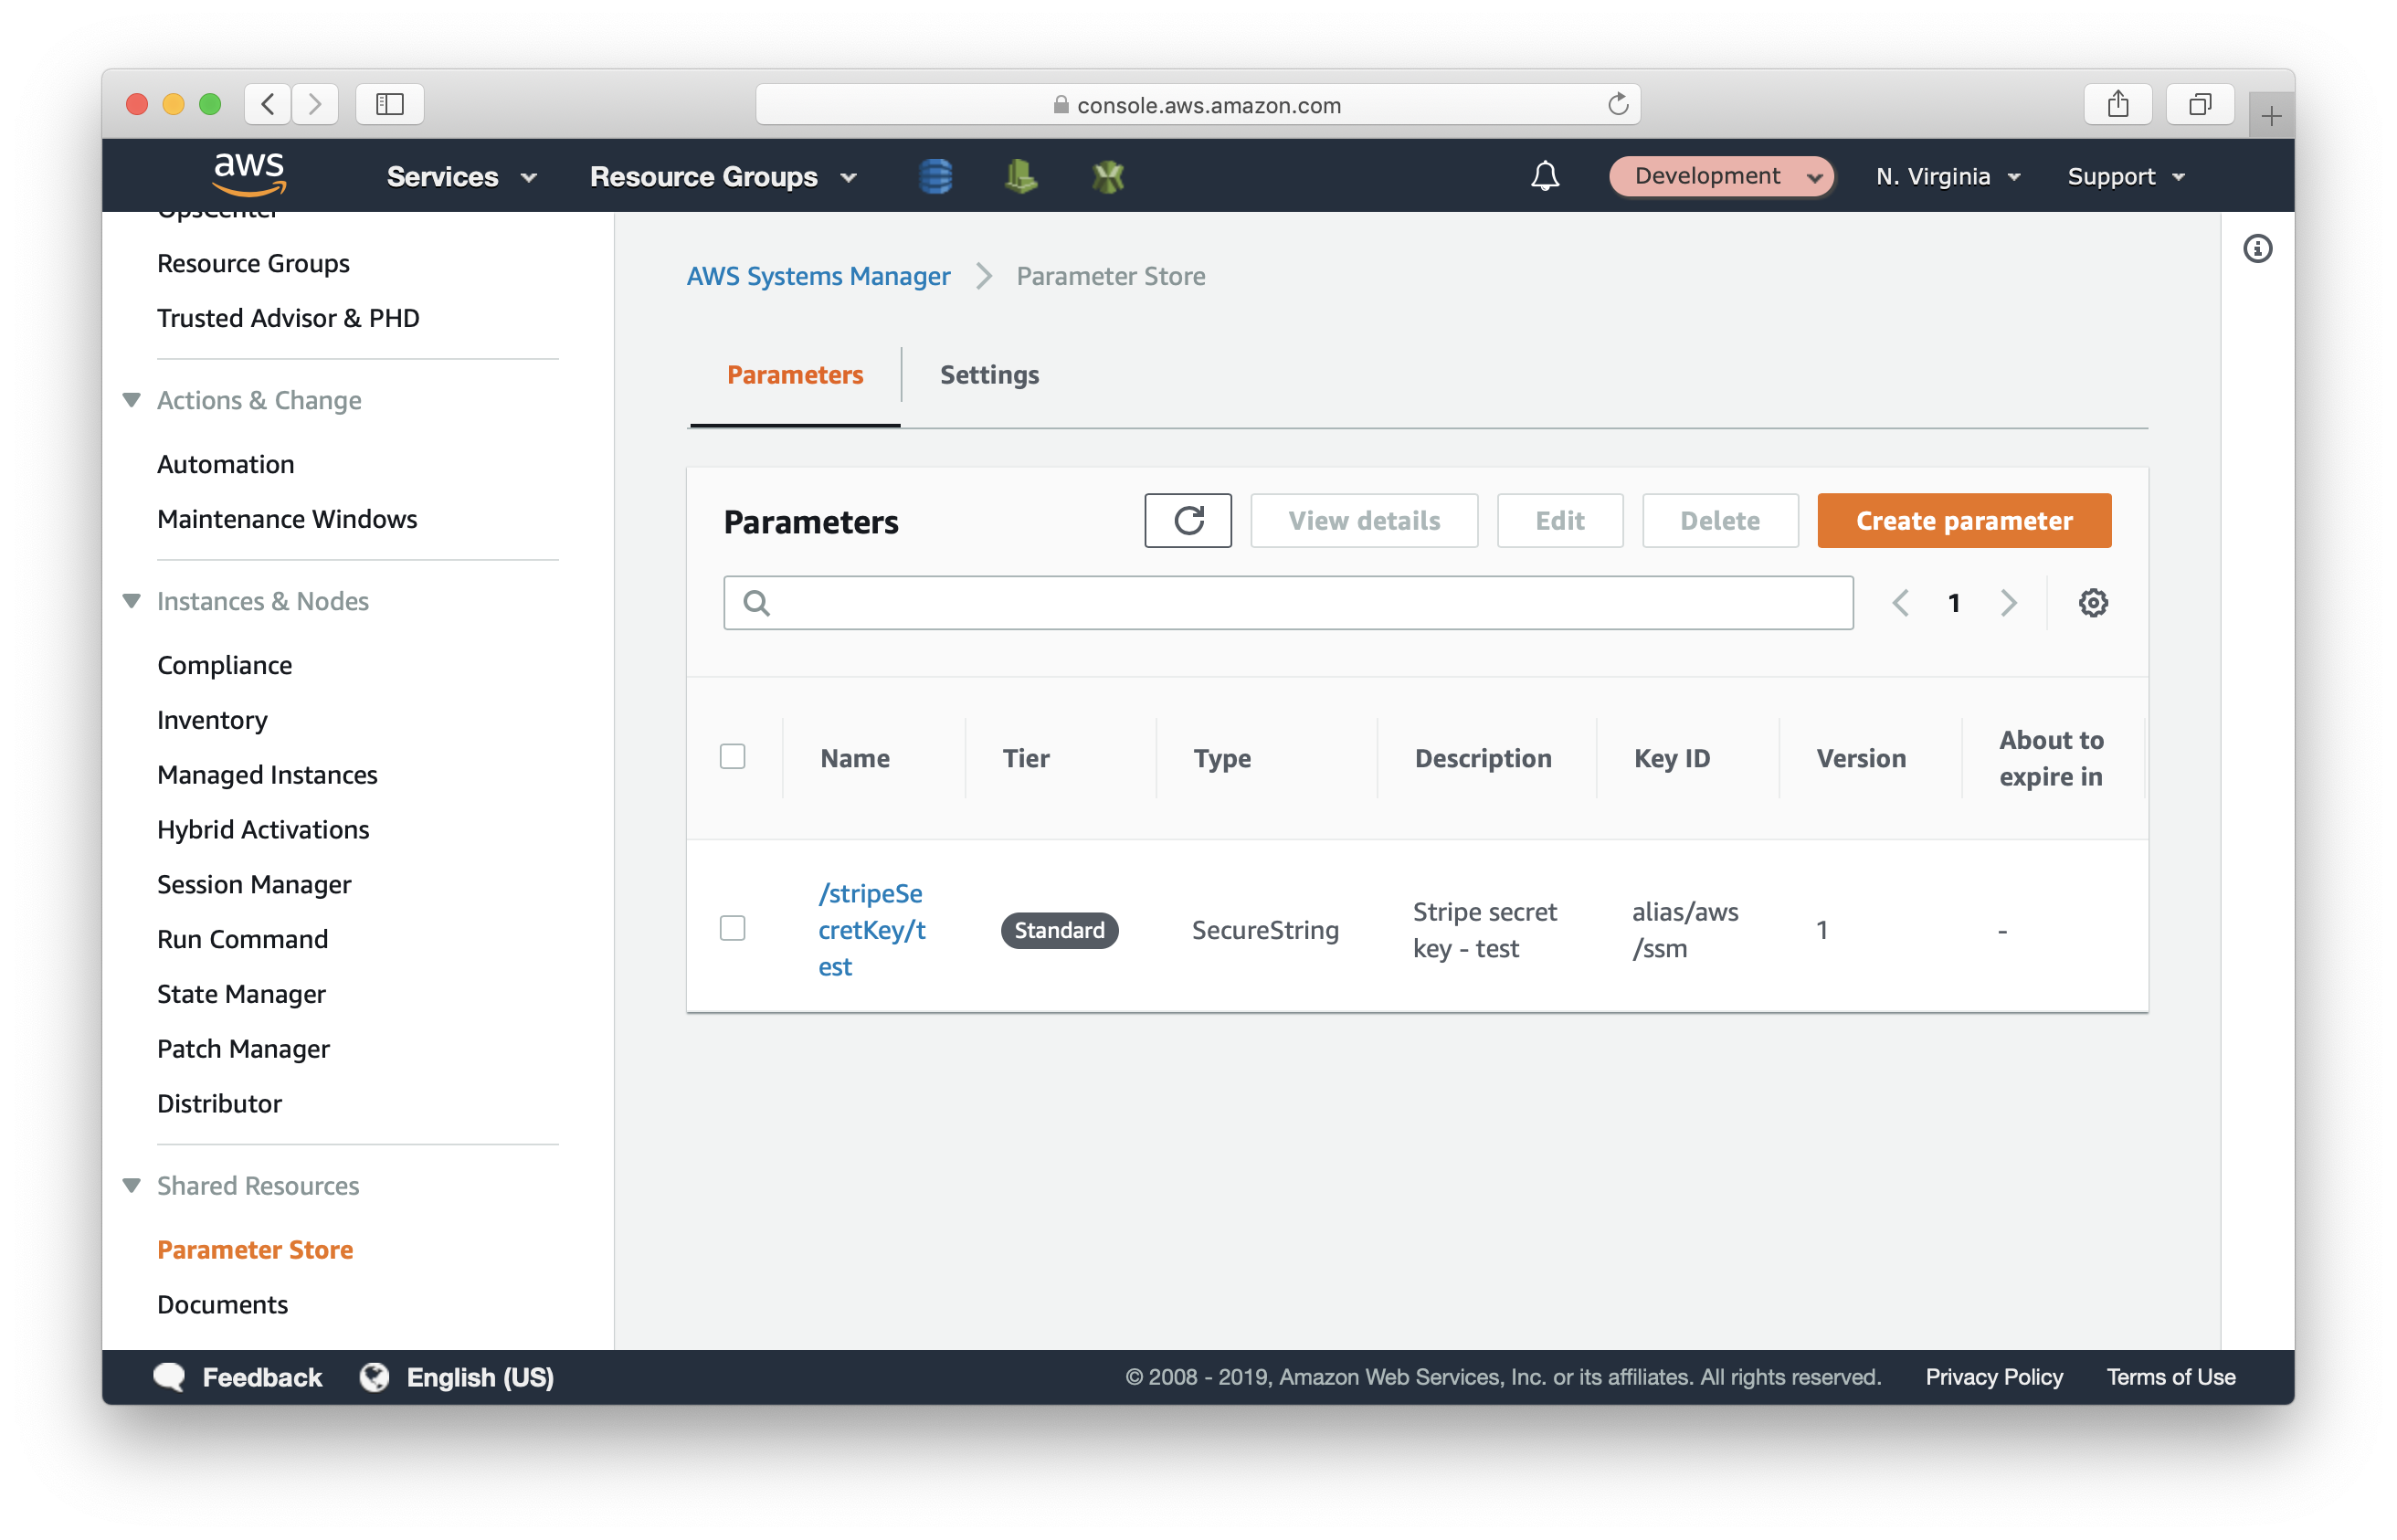 console.aws.amazon.com
aws
Services
Resource Groups
Development
N. Virginia
Support
OpsCenter
Resource Groups
Trusted Advisor & PHD
Actions & Change
Automation
Maintenance Windows
Instances & Nodes
Compliance
Inventory
Managed Instances
Hybrid Activations
Session Manager
Run Command
State Manager
Patch Manager
Distributor
Shared Resources
Parameter Store
Documents
AWS Systems Manager
Parameter Store
Parameters
Settings
Parameters
View details
Edit
Delete
Create parameter
1
Name
Tier
Type
Description
Key ID
Version
About to
expire in
/stripeSe
cretKey/t
est
Standard
SecureString
Stripe secret
key - test
alias/aws
/ssm
1
-
Feedback
English (US)
© 2008 - 2019, Amazon Web Services, Inc. or its affiliates. All rights reserved.
Privacy Policy
Terms of Use